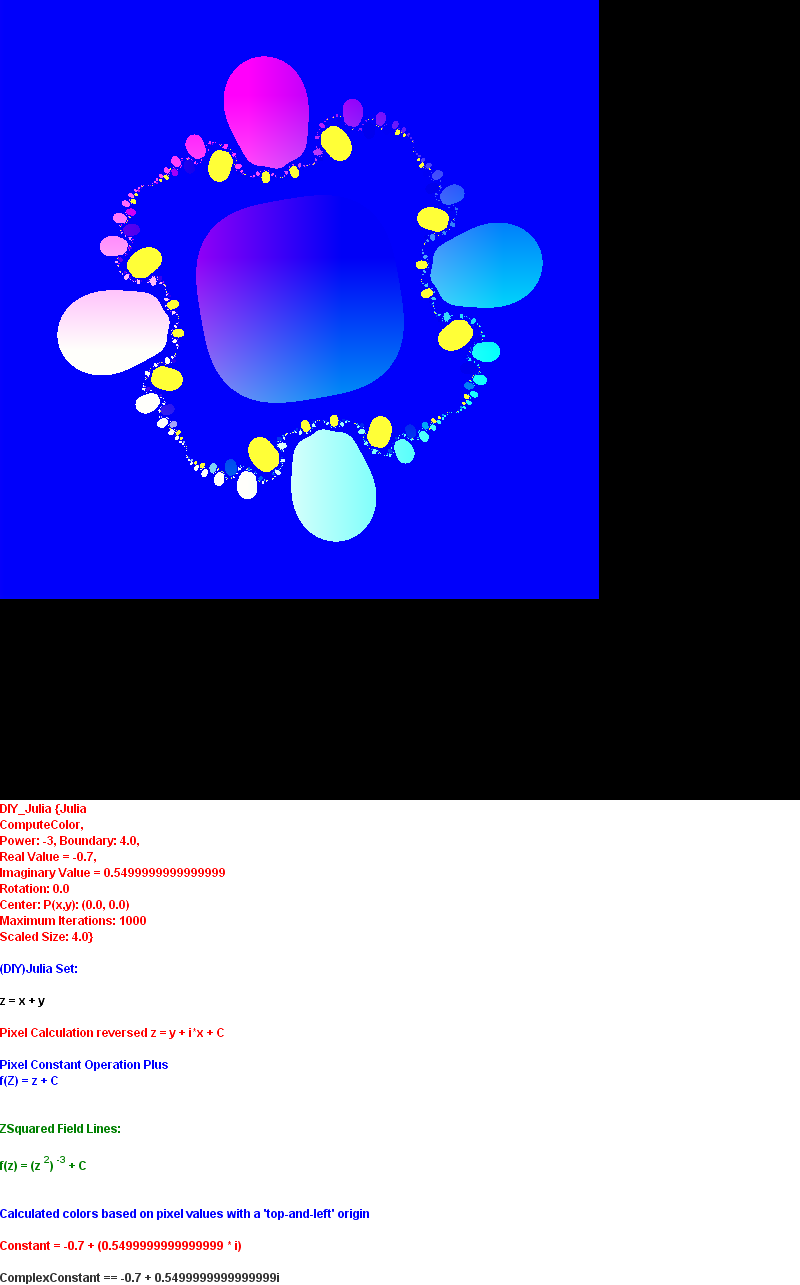 DIY_Julia {Julia
ComputeColor,
Power: -3, Boundary: 4.0,
Real Value = -0.7,
Imaginary Value = 0.5499999999999999
Rotation: 0.0
Center: P(x,y): (0.0, 0.0)
Maximum Iterations: 1000
Scaled Size: 4.0}
(DIY)Julia Set:
z = x + y
Pixel Calculation reversed z = y + i*x + C
Pixel Constant Operation Plus
f(Z) = z + C
ZSquared Field Lines:
f(z) = (z 2) -3 + C
Calculated colors based on pixel values with a 'top-and-left' origin
Constant = -0.7 + (0.5499999999999999 * i)
ComplexConstant == -0.7 + 0.5499999999999999i